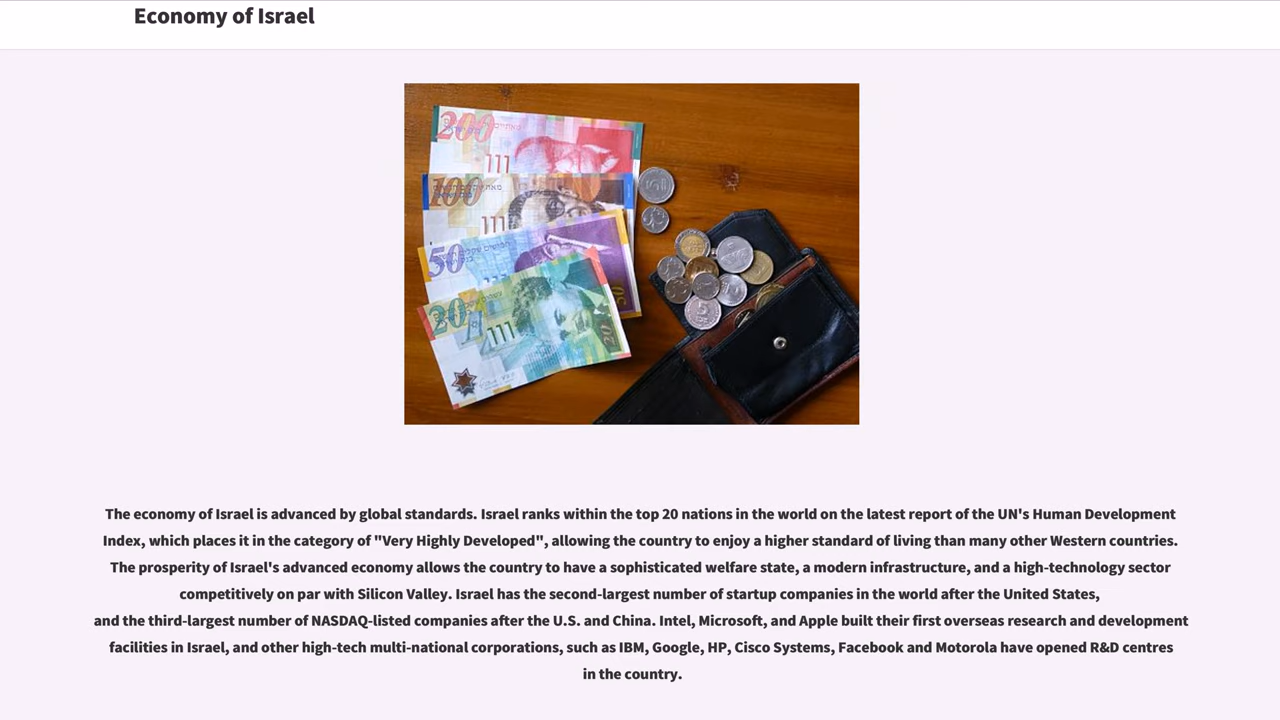 Economy of Israel
200
100
50
20
50
20
5
The economy of Israel is advanced by global standards. Israel ranks within the top 20 nations in the world on the latest report of the UN's Human Development
Index, which places it in the category of "Very Highly Developed", allowing the country to enjoy a higher standard of living than many other Western countries.
The prosperity of Israel's advanced economy allows the country to have a sophisticated welfare state, a modern infrastructure, and a high-technology sector
competitively on par with Silicon Valley. Israel has the second-largest number of startup companies in the world after the United States,
and the third-largest number of NASDAQ-listed companies after the U.S. and China. Intel, Microsoft, and Apple built their first overseas research and development
facilities in Israel, and other high-tech multi-national corporations, such as IBM, Google, HP, Cisco Systems, Facebook and Motorola have opened R&D centres
in the country.